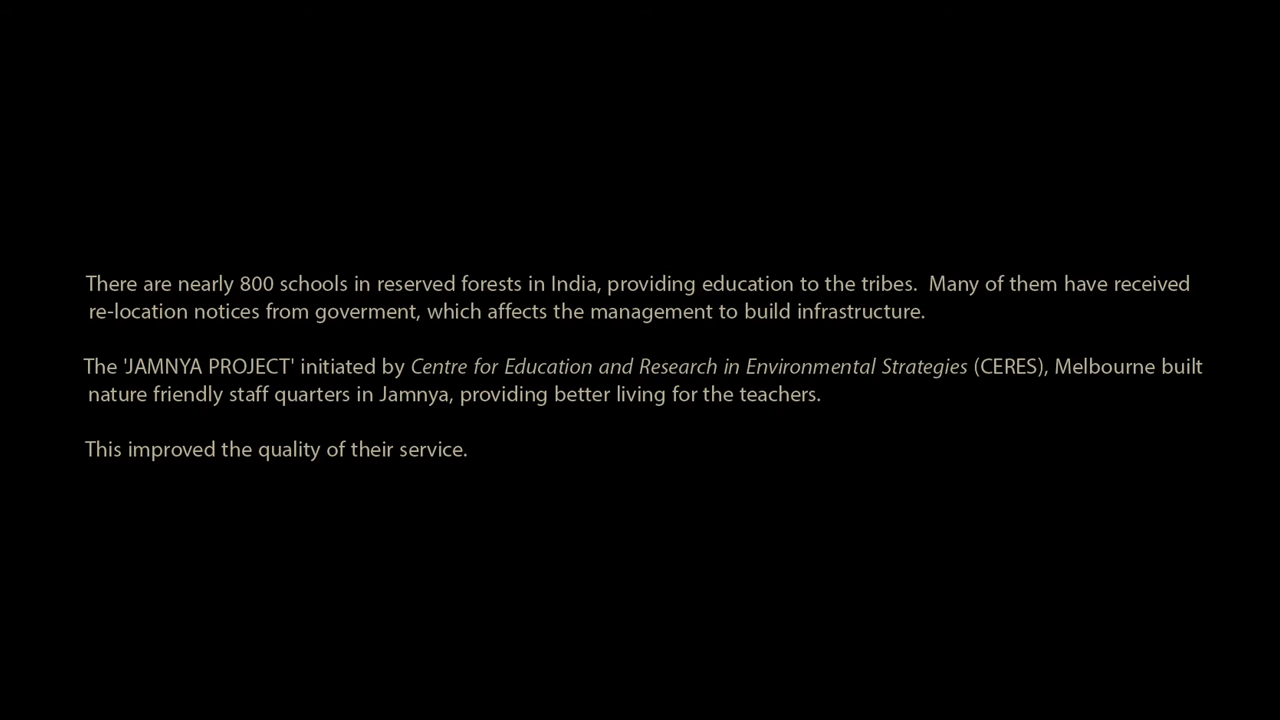 There are nearly 800 schools in reserved forests in India, providing education to the tribes.  Many of them have received
re-location notices from goverment, which affects the management to build infrastructure.
The 'JAMNYA PROJECT' initiated by Centre for Education and Research in Environmental Strategies (CERES), Melbourne built
nature friendly staff quarters in Jamnya, providing better living for the teachers.
This improved the quality of their service.